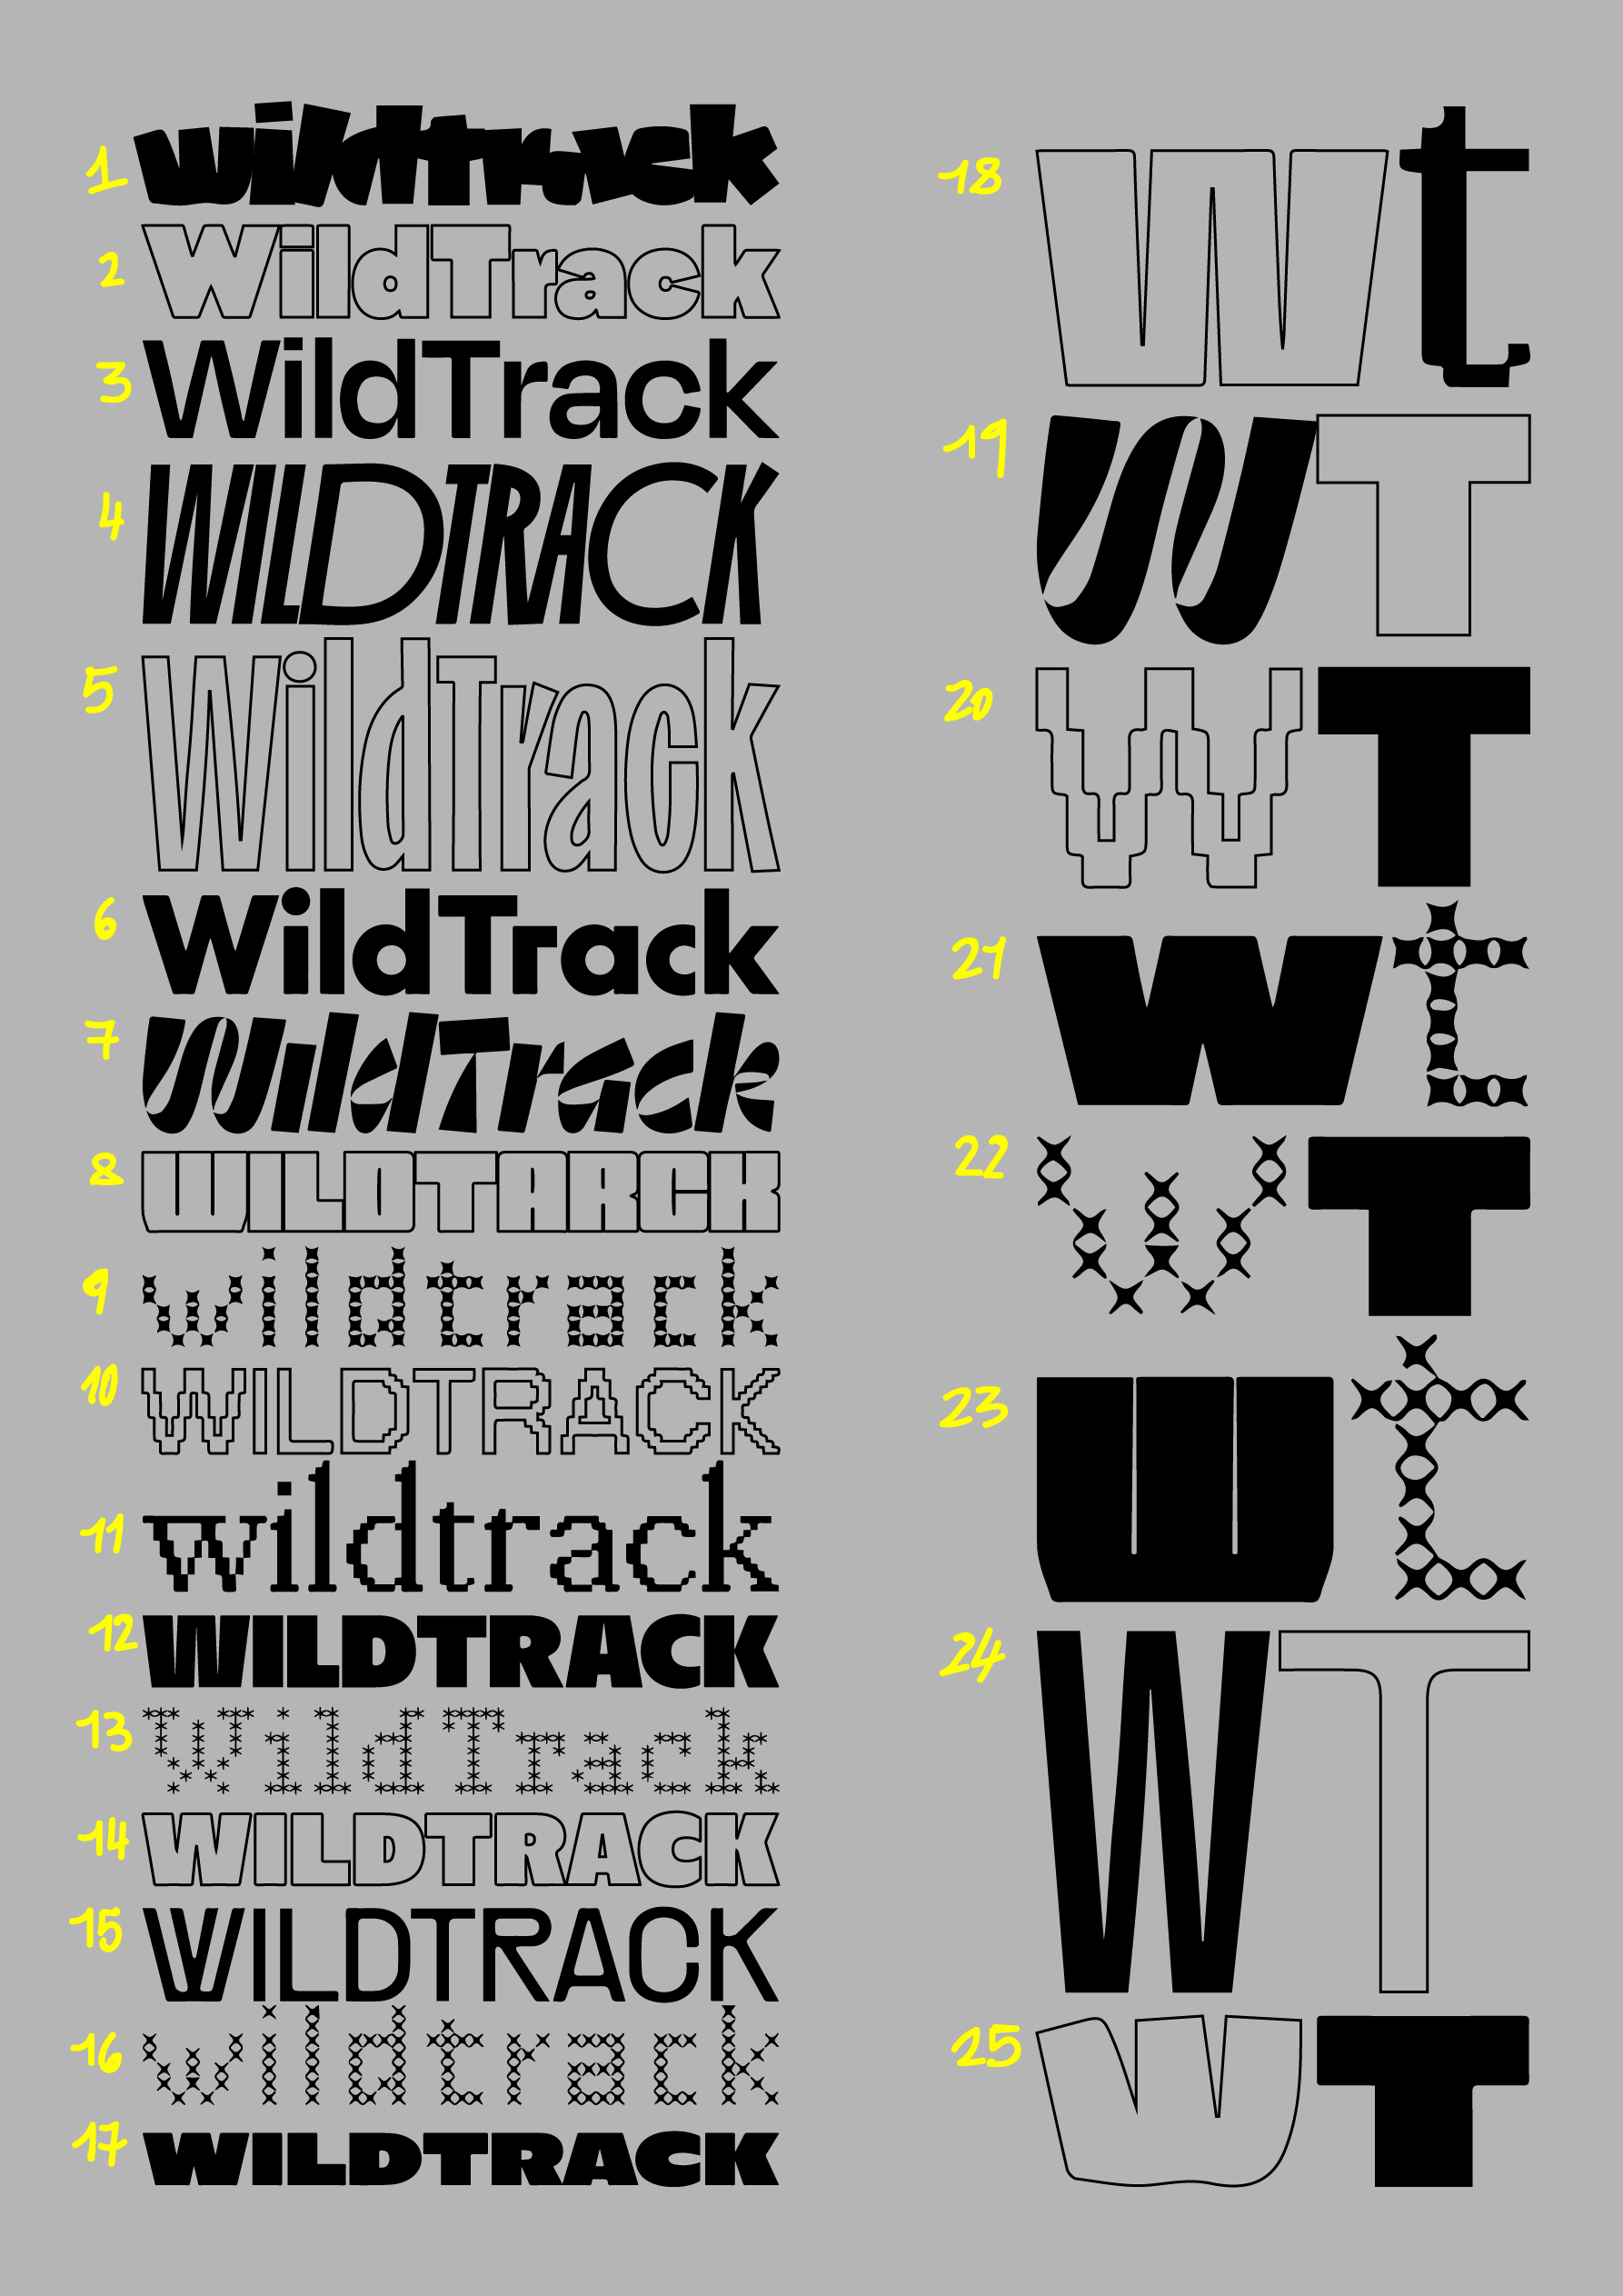 1 wildtrack
2 WildTrack
3 WildTrack
4 WILDTRACK
5 WildTrack
6 WildTrack
7 WildTrack
8 WILDTARCK
9 wildtrack
10 WILDTRACK
11 wildtrack
12 WILDTRACK
13 WildTrack
14 WILDTRACK
15 WILDTRACK
16 wildtrack
17 WILDTRACK
18 Wt
19 WT
20 WT
21 wt
22 wT
23 Wt
24 WT
25 wT